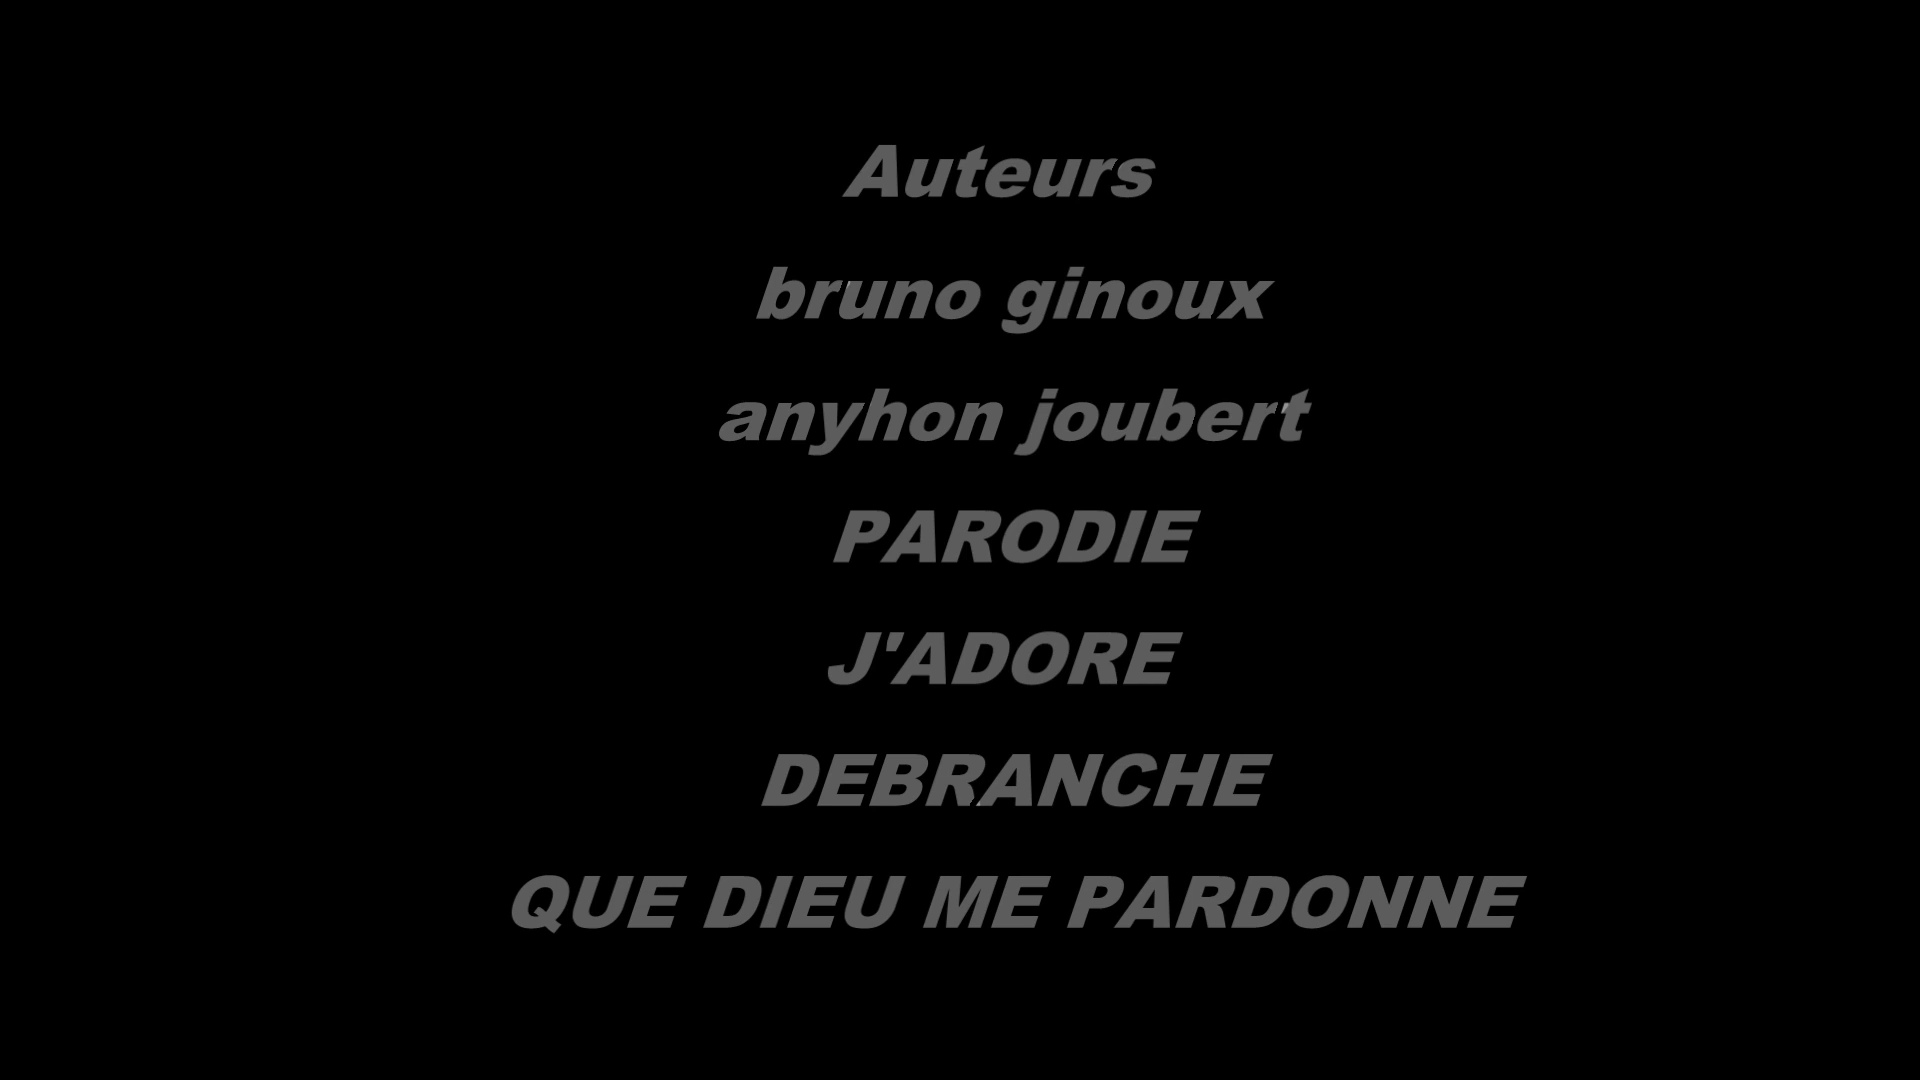 Auteurs
bruno ginoux
anyhon joubert
PARODIE
J'ADORE
DEBRANCHE
QUE DIEU ME PARDONNE